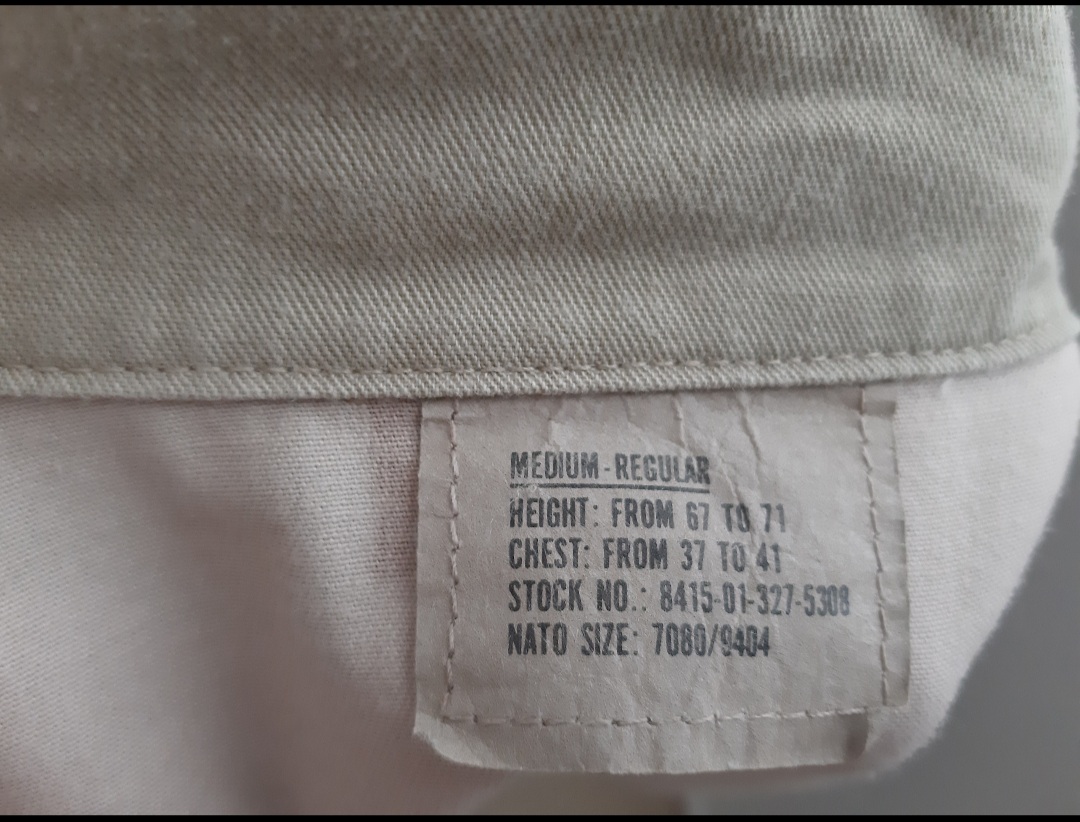 MEDIUM-REGULAR
HEIGHT: FROM 67 TO 71
CHEST: FROM 37 TO 41
STOCK NO.: 8415-01-327-5308
NATO SIZE: 7080/9404